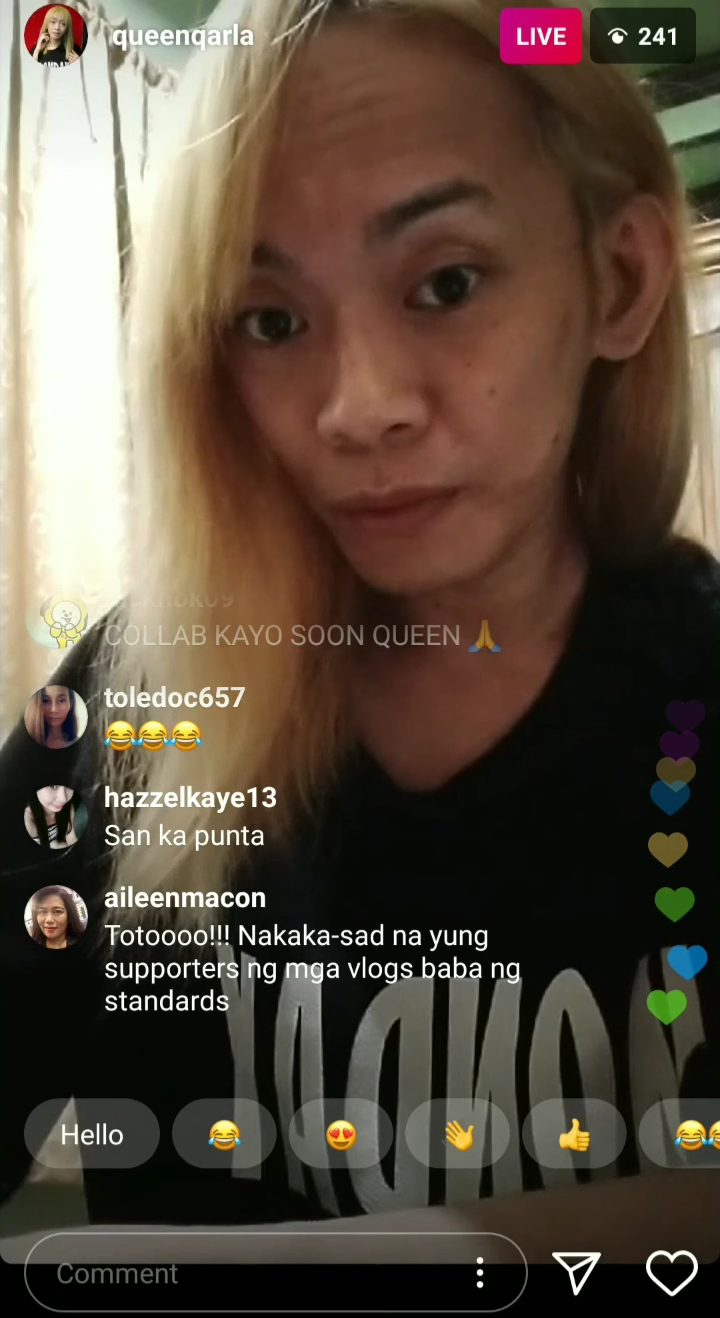 queenqarla
LIVE
241
COLLAB KAYO SOON QUEEN 🙏
toledoc657
😂😂😂
hazzelkaye13
San ka punta
aileenmacon
Totoooo!!! Nakaka-sad na yung
supporters ng mga vlogs baba ng
standards
MONDAY
Hello
😂 😍 👋 👍 😂
Comment